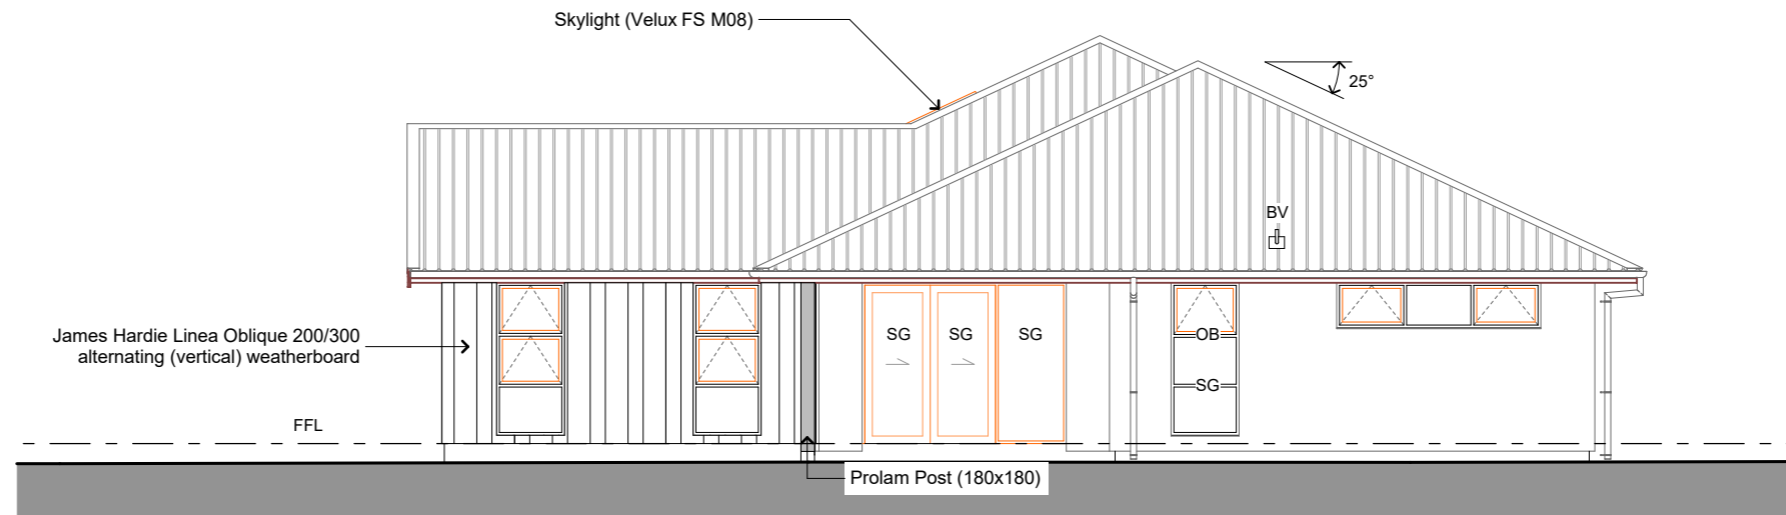 Skylight (Velux FS M08)
25°
BV
James Hardie Linea Oblique 200/300
alternating (vertical) weatherboard
SG
SG
SG
OB
SG
FFL
Prolam Post (180x180)